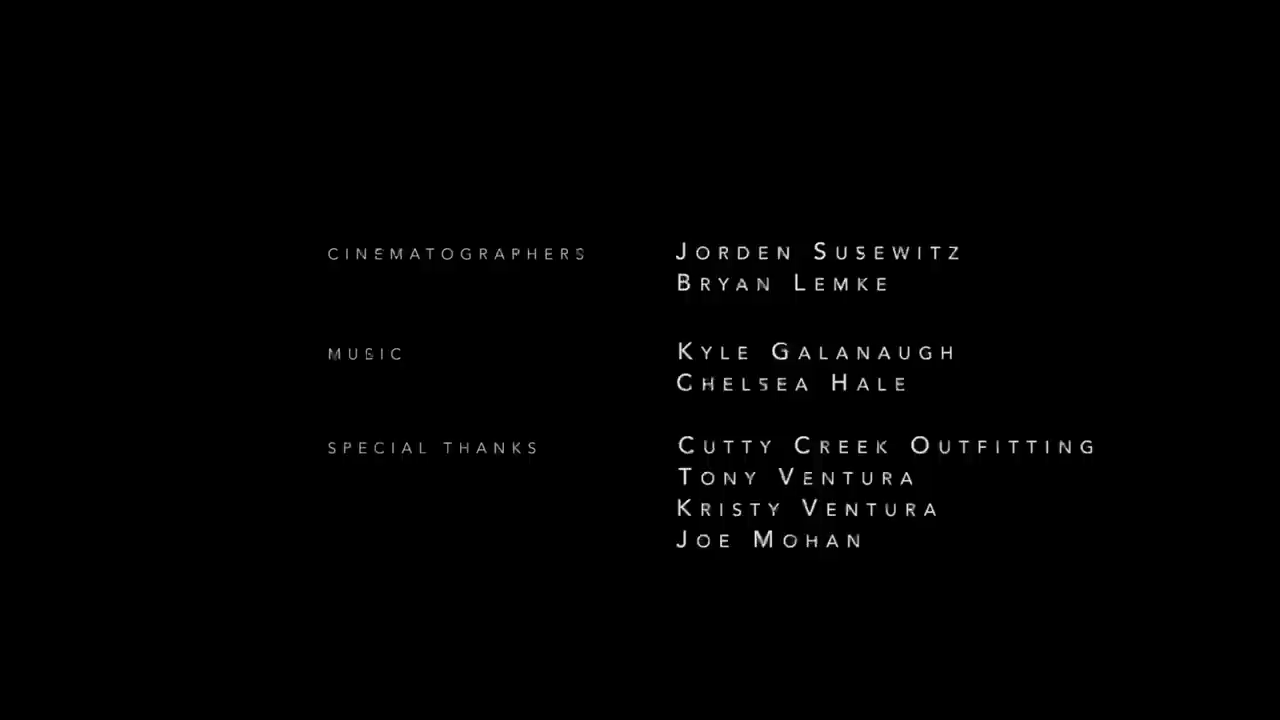 CINEMATOGRAPHERS JORDEN SUSEWITZ
BRYAN LEMKE
MUSIC KYLE GALANAUGH
CHELSEA HALE
SPECIAL THANKS CUTTY CREEK OUTFITTING
TONY VENTURA
KRISTY VENTURA
JOE MOHAN